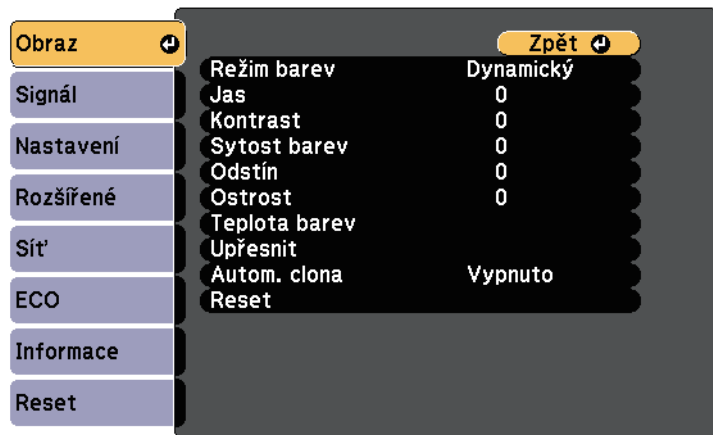 Obraz
Signál
Nastavení
Rozšířené
Síť
ECO
Informace
Reset
Zpět
Režim barev Dynamický
Jas 0
Kontrast 0
Sytost barev 0
Odstín 0
Ostrost 0
Teplota barev
Upřesnit
Autom. clona Vypnuto
Reset